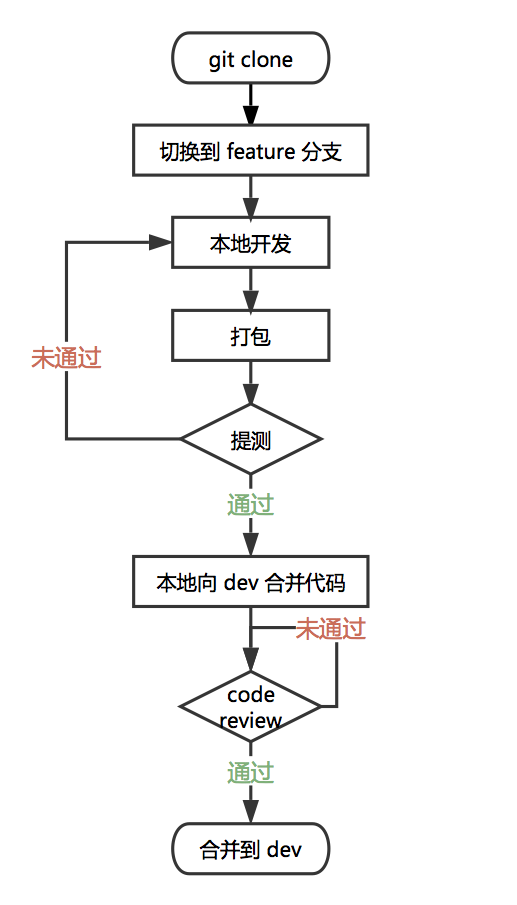 git clone
切换到 feature 分支
本地开发
打包
未通过
提测
通过
本地向 dev 合并代码
未通过
code
review
通过
合并到 dev